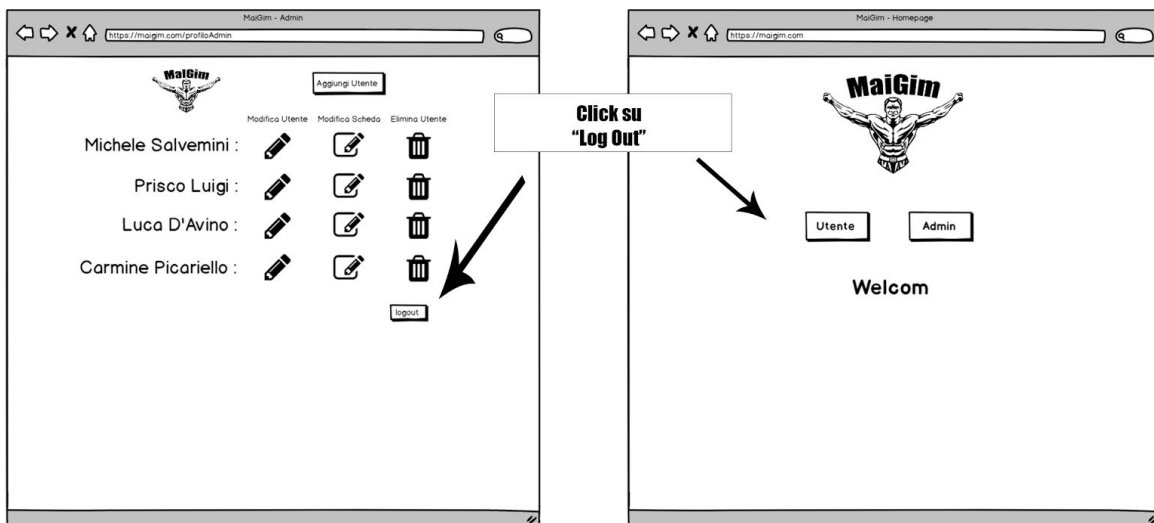 MaiGim - Admin
https://maigim.com/profiloAdmin
MaiGim
Aggiungi Utente
Modifica Utente Modifica Scheda Elimina Utente
Michele Salvemini :
Prisco Luigi :
Luca D'Avino :
Carmine Picariello :
logout
Click su
“Log Out”
MaiGim - Homepage
https://maigim.com
MaiGim
Utente Admin
Welcom